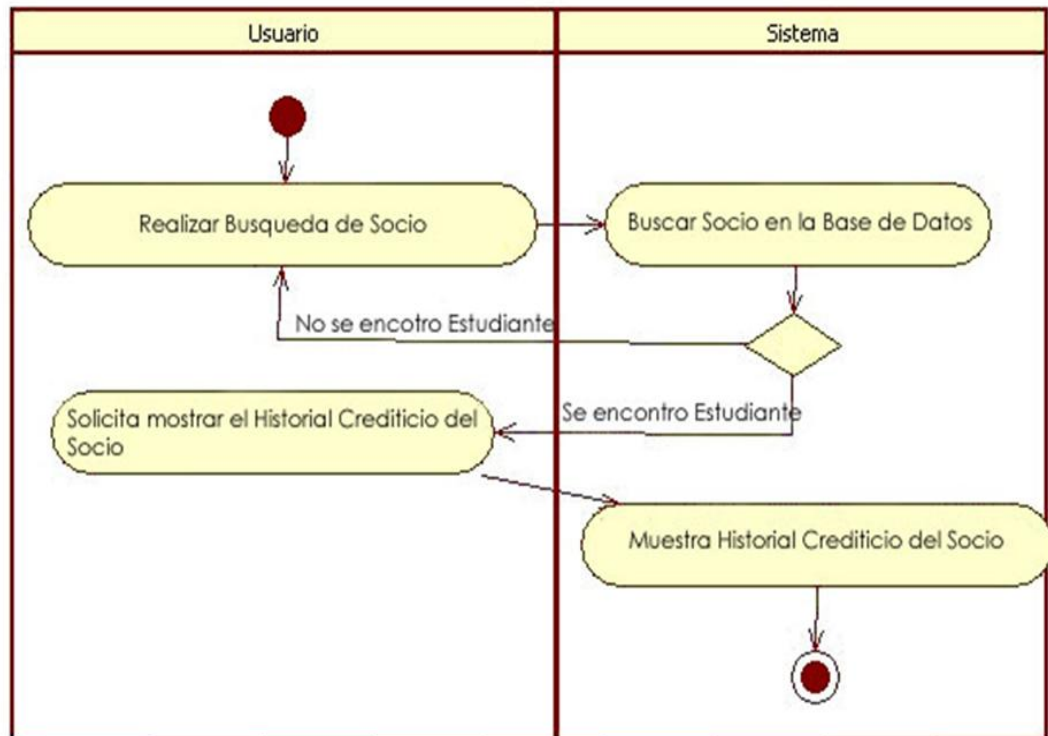 Usuario
Sistema
Realizar Busqueda de Socio
Buscar Socio en la Base de Datos
No se encotro Estudiante
Se encontro Estudiante
Solicita mostrar el Historial Crediticio del
Socio
Muestra Historial Crediticio del Socio